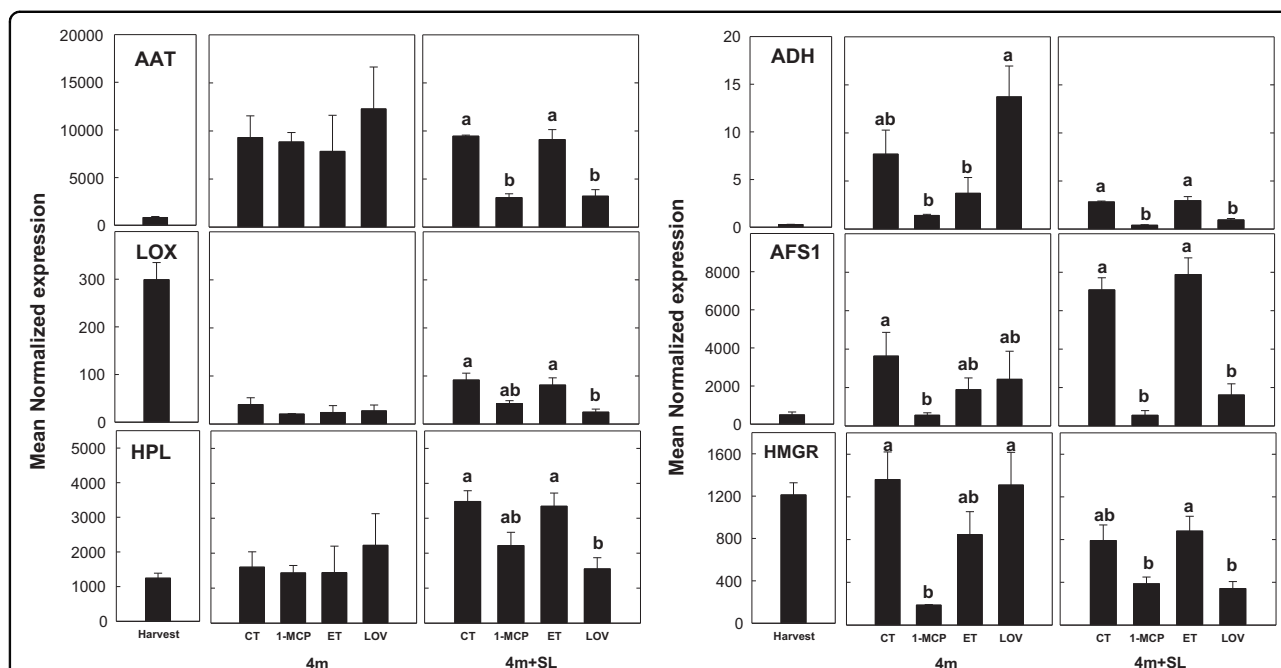 Mean Normalized expression
20000
15000
10000
5000
0
AAT
a
b
a
b
300
200
100
0
LOX
a
ab
a
b
5000
4000
3000
2000
1000
0
HPL
a
ab
a
b
Harvest
CT 1-MCP ET LOV
4m
CT 1-MCP ET LOV
4m+SL
Mean Normalized expression
20
15
10
5
0
ADH
ab
b
b
a
a
b
a
b
8000
6000
4000
2000
0
AFS1
a
b
ab
ab
a
b
a
b
1600
1200
800
400
0
HMGR
a
b
ab
a
ab
b
a
b
Harvest
CT 1-MCP ET LOV
4m
CT 1-MCP ET LOV
4m+SL